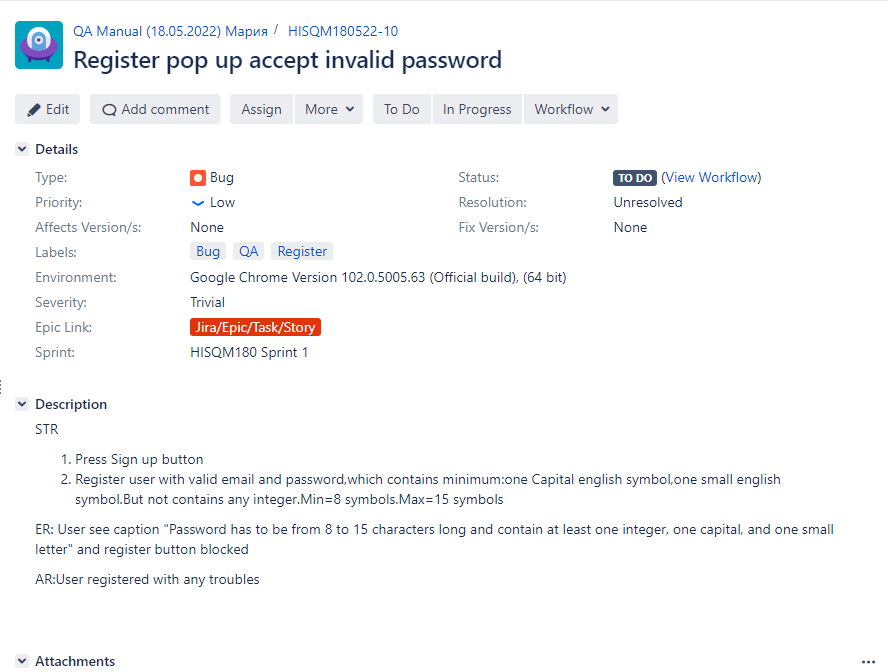 QA Manual (18.05.2022) Мария / HISQM180522-10
Register pop up accept invalid password
Edit Add comment Assign More To Do In Progress Workflow
Details
Type: Bug Status: TO DO (View Workflow)
Priority: Low Resolution: Unresolved
Affects Version/s: None Fix Version/s: None
Labels: Bug QA Register
Environment: Google Chrome Version 102.0.5005.63 (Official build), (64 bit)
Severity: Trivial
Epic Link: Jira/Epic/Task/Story
Sprint: HISQM180 Sprint 1
Description
STR
1. Press Sign up button
2. Register user with valid email and password,which contains minimum:one Capital english symbol,one small english
symbol.But not contains any integer.Min=8 symbols.Max=15 symbols
ER: User see caption "Password has to be from 8 to 15 characters long and contain at least one integer, one capital, and one small
letter" and register button blocked
AR:User registered with any troubles
Attachments